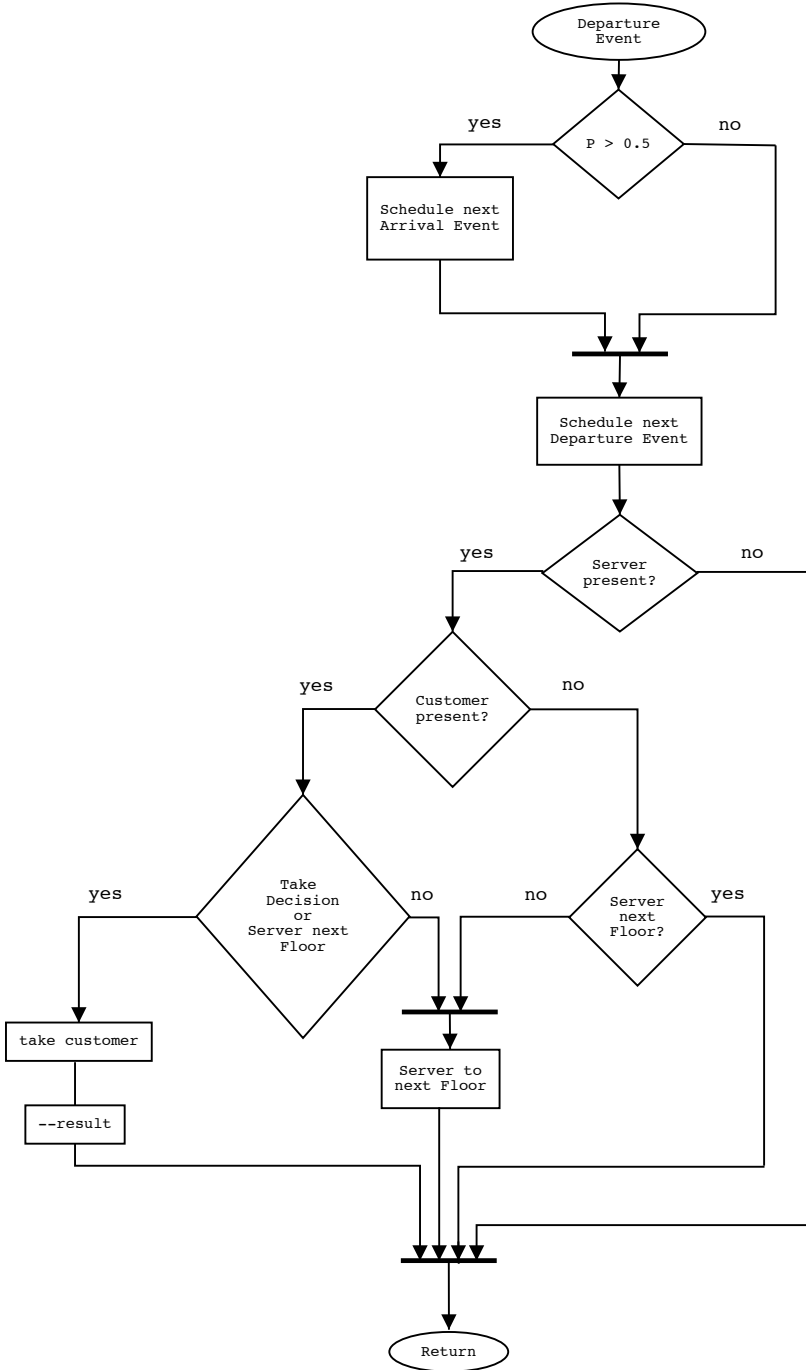 Departure
Event
yes
no
P > 0.5
Schedule next
Arrival Event
Schedule next
Departure Event
yes
no
Server
present?
yes
no
Customer
present?
yes
no
no
yes
Take
Decision
or
Server next
Floor
Server
next
Floor?
take customer
Server to
next Floor
--result
Return